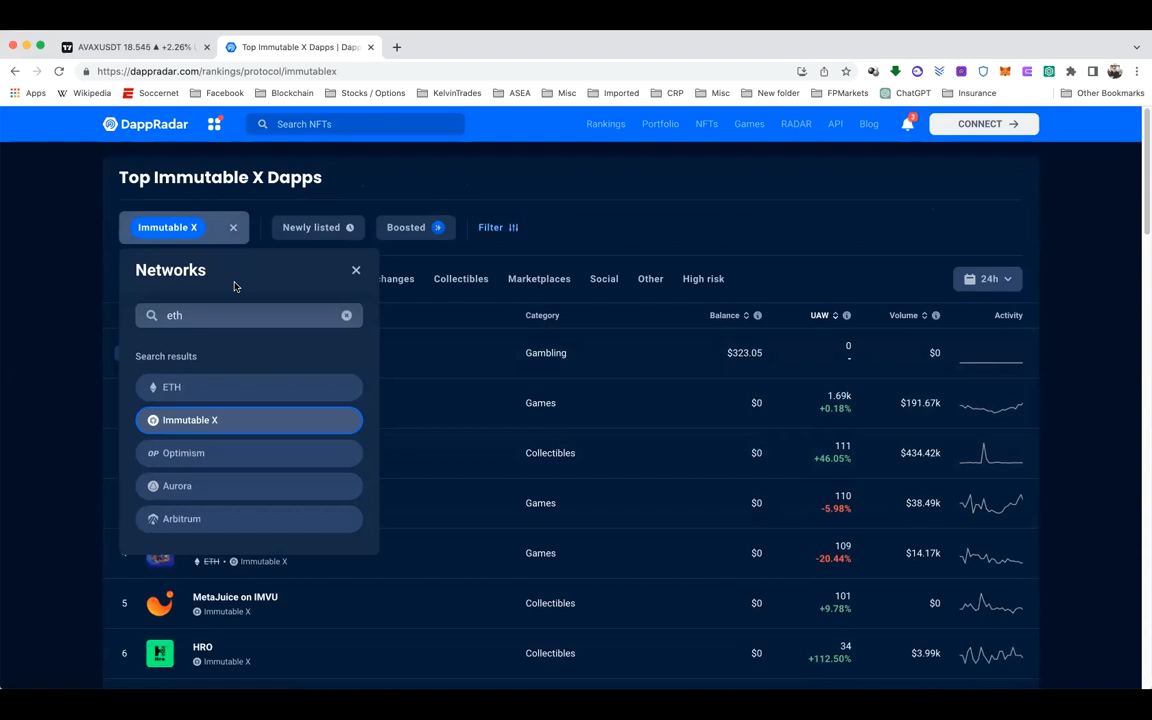 AVAXUSDT 18.545 ▲ +2.26%
Top Immutable X Dapps | Dapp
https://dappradar.com/rankings/protocol/immutablex
Apps Wikipedia Soccernet Facebook Blockchain Stocks / Options KelvinTrades ASEA Misc Imported CRP Misc New folder FPMarkets ChatGPT Insurance Other Bookmarks
DappRadar Search NFTs Rankings Portfolio NFTs Games RADAR API Blog 3 CONNECT
Top Immutable X Dapps
Immutable X Newly listed Boosted Filter
Networks
changes Collectibles Marketplaces Social Other High risk 24h
eth
Category Balance UAW Volume Activity
Search results
Gambling $323.05 0 $0
-
ETH
Games $0 1.69k $191.67k
+0.18%
Immutable X
Optimism
Collectibles $0 111 $434.42k
+46.05%
Aurora
Games $0 110 $38.49k
-5.98%
Arbitrum
Games $0 109 $14.17k
-20.44%
ETH • Immutable X
5 MetaJuice on IMVU Collectibles $0 101 $0
Immutable X +9.78%
6 HRO Collectibles $0 34 $3.99k
Immutable X +112.50%